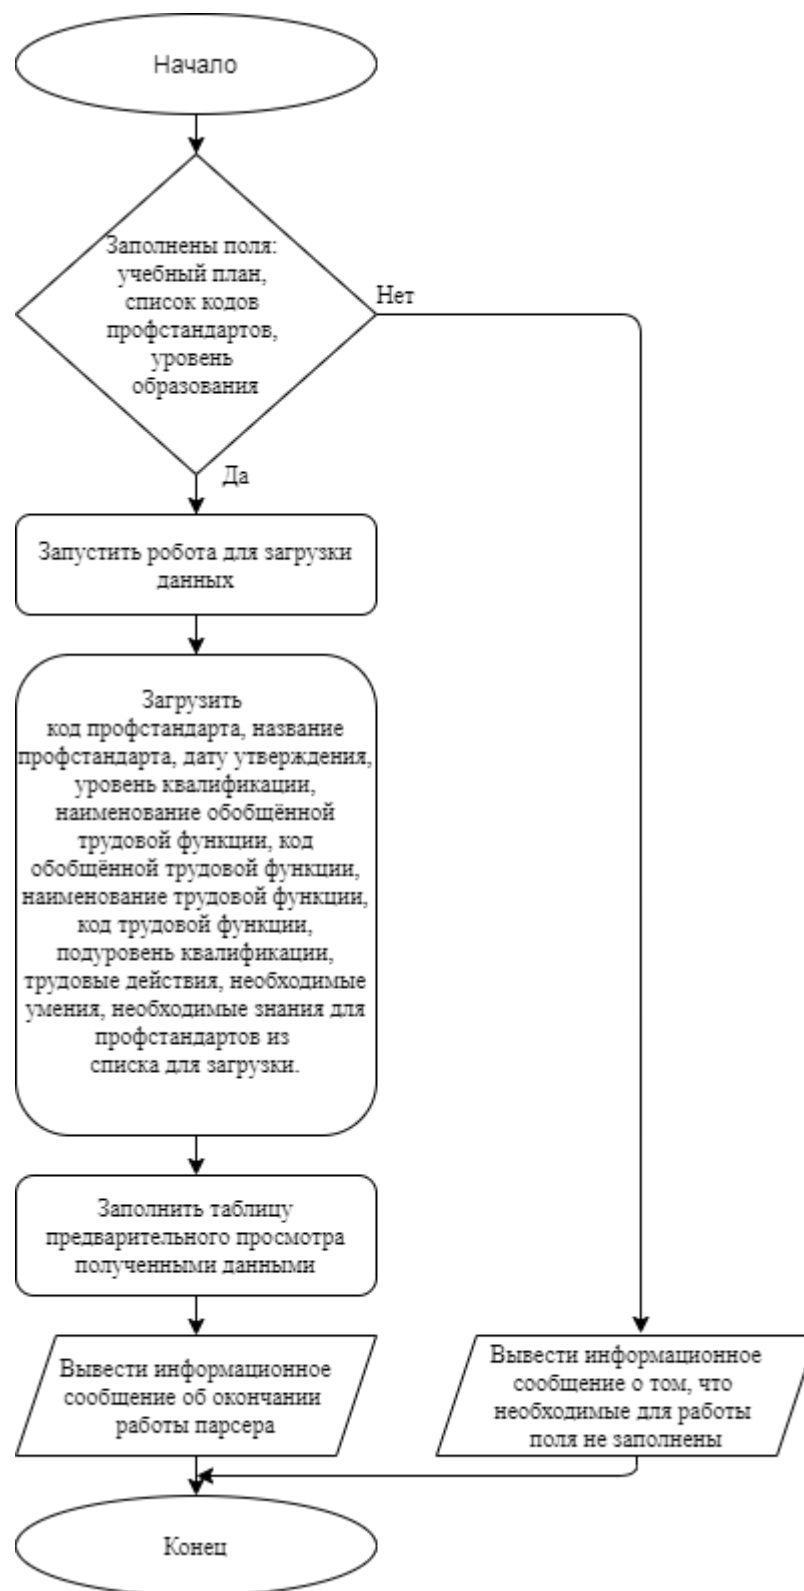 Начало
Заполнены поля:
учебный план,
список кодов
профстандартов,
уровень
образования
Нет
Да
Запустить робота для загрузки
данных
Загрузить
код профстандарта, название
профстандарта, дату утверждения,
уровень квалификации,
наименование обобщённой
трудовой функции, код
обобщённой трудовой функции,
наименование трудовой функции,
код трудовой функции,
подуровень квалификации,
трудовые действия, необходимые
умения, необходимые знания для
профстандартов из
списка для загрузки.
Заполнить таблицу
предварительного просмотра
полученными данными
Вывести информационное
сообщение об окончании
работы парсера
Вывести информационное
сообщение о том, что
необходимые для работы
поля не заполнены
Конец